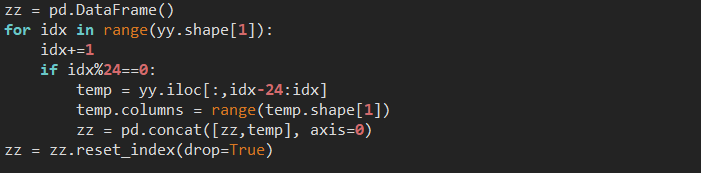 zz = pd.DataFrame()
for idx in range(yy.shape[1]):
    idx+=1
    if idx%24==0:
        temp = yy.iloc[:,idx-24:idx]
        temp.columns = range(temp.shape[1])
        zz = pd.concat([zz,temp], axis=0)
zz = zz.reset_index(drop=True)